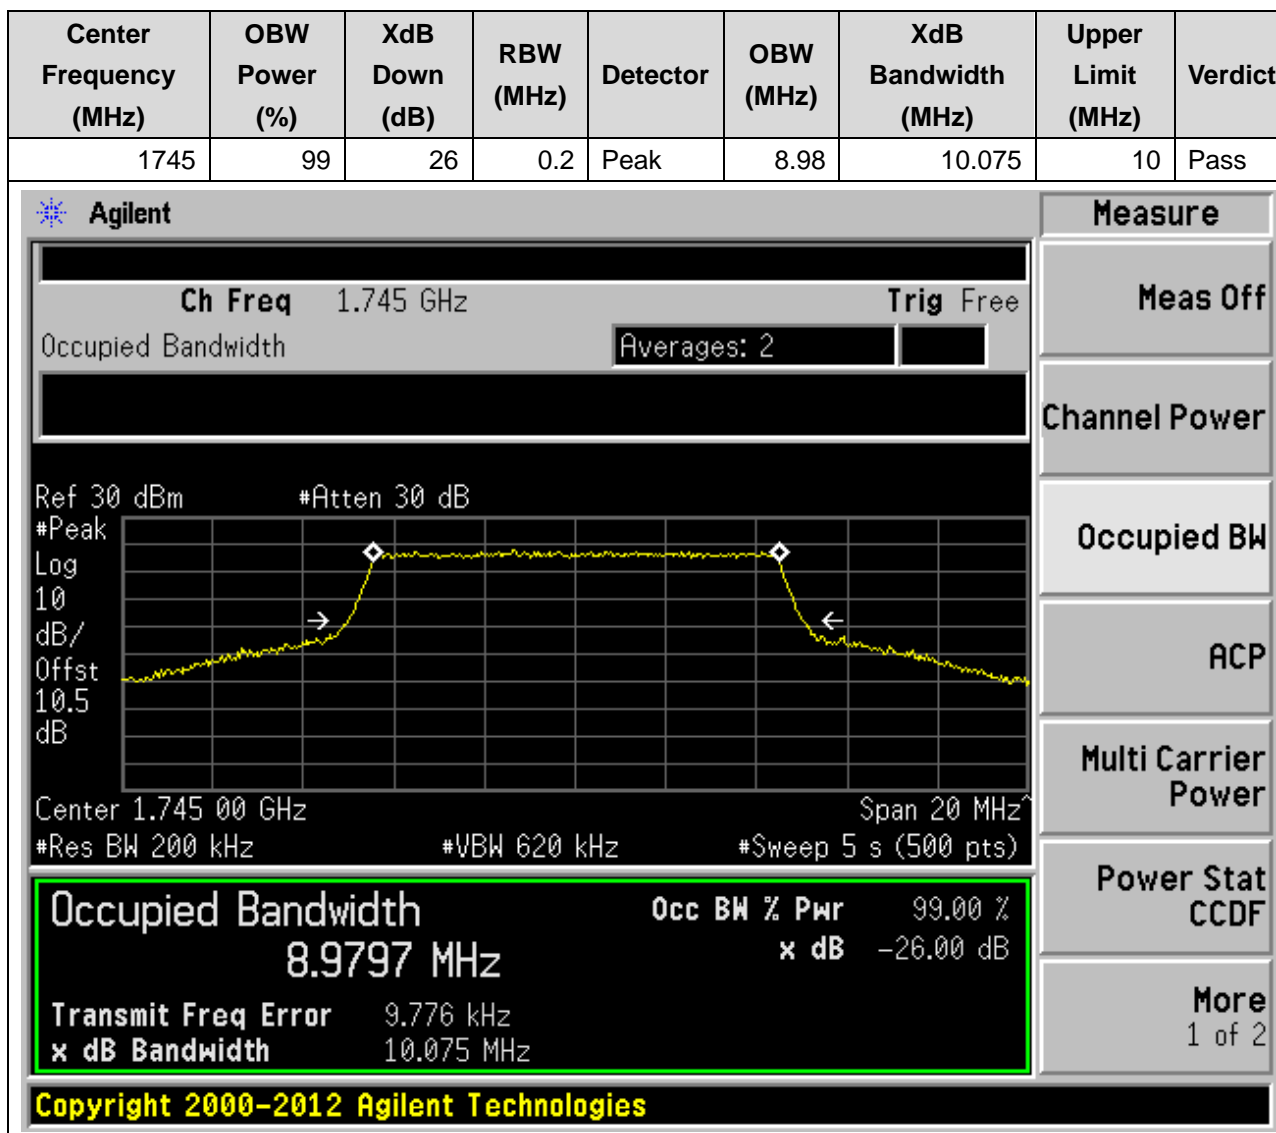 Center Frequency (MHz) OBW Power (%) XdB Down (dB) RBW (MHz) Detector OBW (MHz) XdB Bandwidth (MHz) Upper Limit (MHz) Verdict
1745 99 26 0.2 Peak 8.98 10.075 10 Pass
Agilent
Measure
Ch Freq 1.745 GHz Trig Free
Occupied Bandwidth Averages: 2
Ref 30 dBm #Atten 30 dB
#Peak
Log
10
dB/
Offst
10.5
dB
Center 1.745 00 GHz Span 20 MHz^
#Res BW 200 kHz #VBW 620 kHz #Sweep 5 s (500 pts)
Occupied Bandwidth Occ BW % Pwr 99.00 %
8.9797 MHz x dB -26.00 dB
Transmit Freq Error 9.776 kHz
x dB Bandwidth 10.075 MHz
Meas Off
Channel Power
Occupied BW
ACP
Multi Carrier
Power
Power Stat
CCDF
More
1 of 2
Copyright 2000-2012 Agilent Technologies